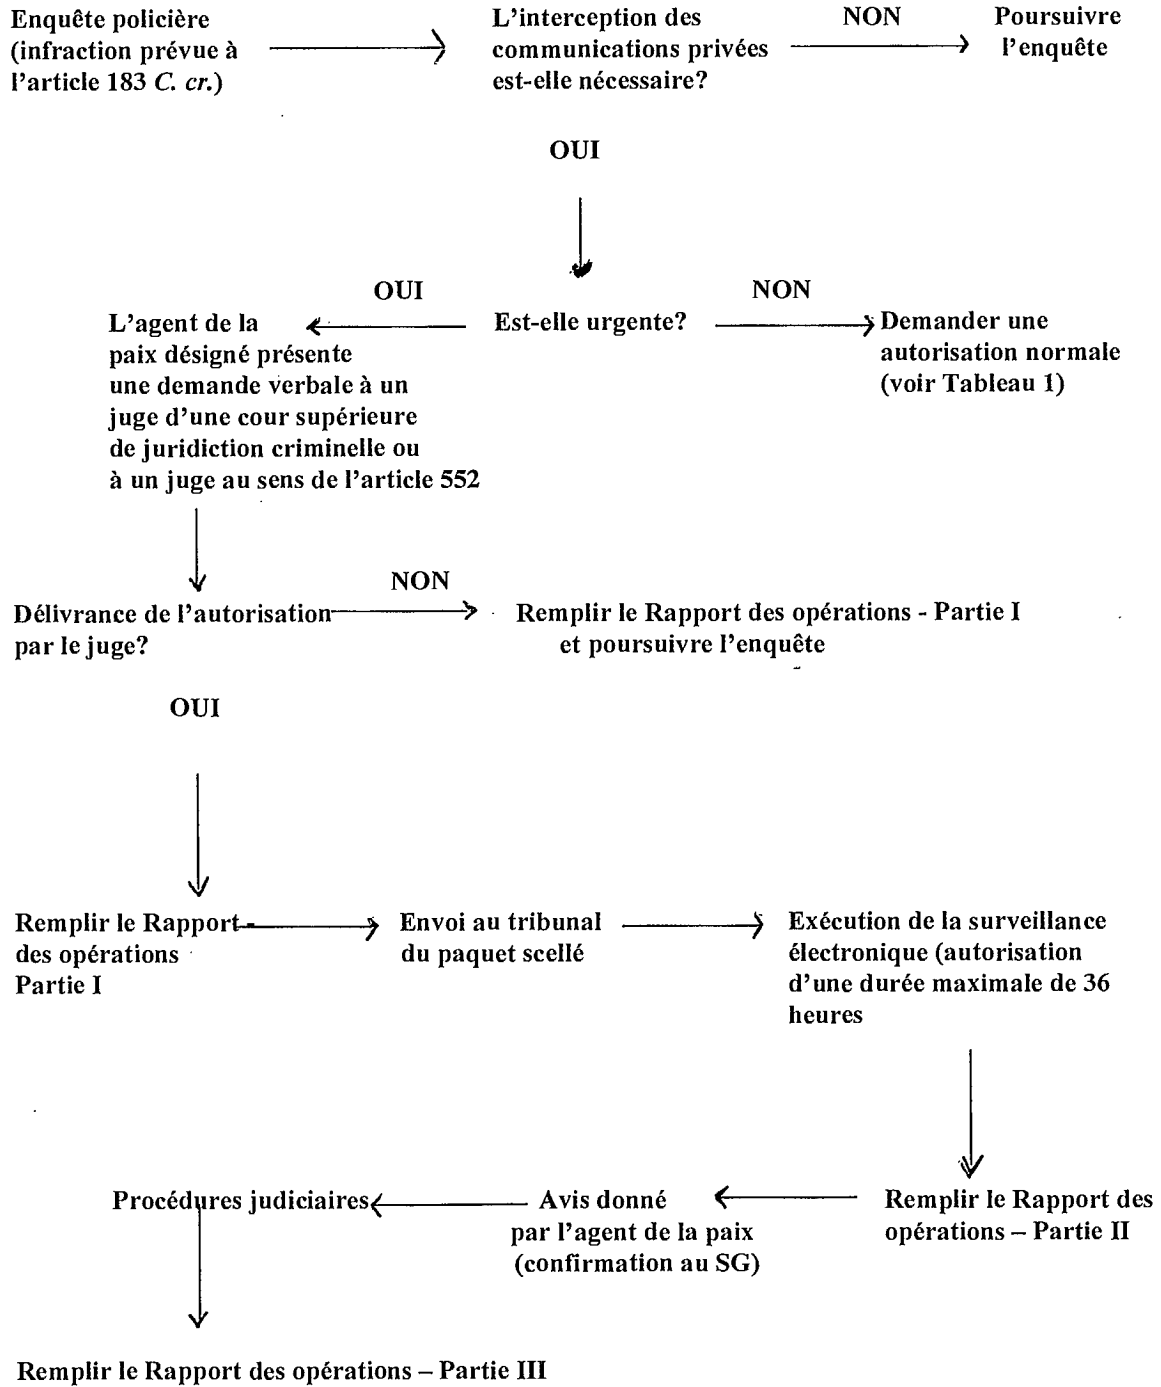 Enquête policière
(infraction prévue à
l'article 183 C. cr.)
L'interception des
communications privées
est-elle nécessaire?
NON
Poursuivre
l'enquête
OUI
OUI
NON
L'agent de la
paix désigné présente
une demande verbale à un
juge d'une cour supérieure
de juridiction criminelle ou
à un juge au sens de l'article 552
Est-elle urgente?
Demander une
autorisation normale
(voir Tableau 1)
Délivrance de l'autorisation
par le juge?
NON
Remplir le Rapport des opérations - Partie I
et poursuivre l'enquête
OUI
Remplir le Rapport -
des opérations
Partie I
Envoi au tribunal
du paquet scellé
Exécution de la surveillance
électronique (autorisation
d'une durée maximale de 36
heures
Remplir le Rapport des
opérations – Partie II
Avis donné
par l'agent de la paix
(confirmation au SG)
Procédures judiciaires
Remplir le Rapport des opérations – Partie III